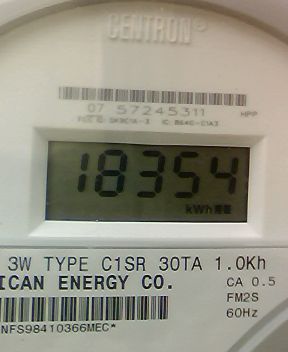 CENTRON®
07 57245311 HPP
18354
kWh
3W TYPE C1SR 30TA 1.0Kh
ICAN ENERGY CO. CA 0.5
FM2S
60Hz
NFS98410366MEC*